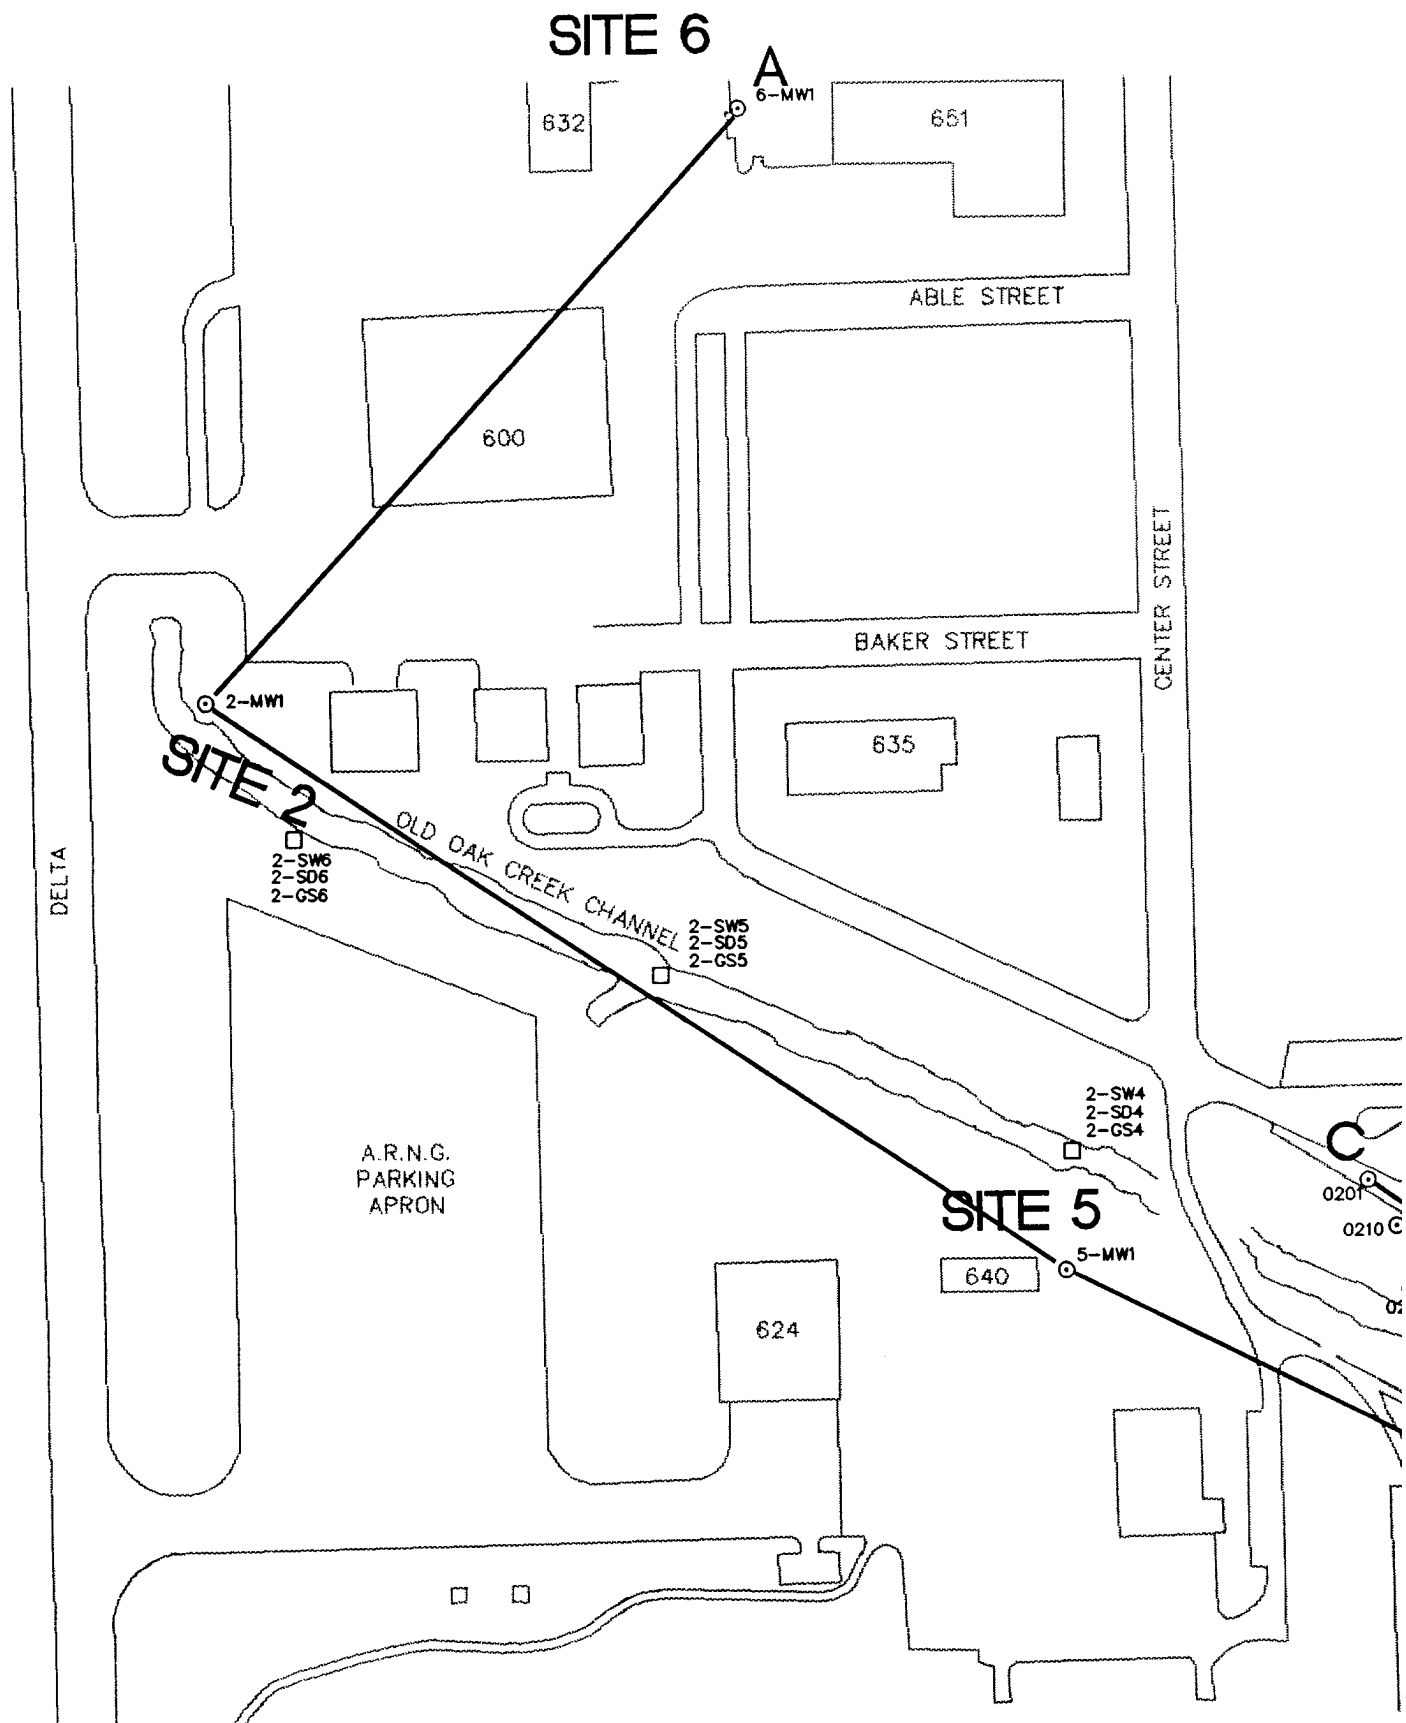 SITE 6
A
6-MW1
632
651
ABLE STREET
600
CENTER STREET
BAKER STREET
2-MW1
635
SITE 2
OLD OAK CREEK CHANNEL
DELTA
2-SW6
2-SD6
2-GS6
2-SW5
2-SD5
2-GS5
2-SW4
2-SD4
2-GS4
C
A.R.N.G.
PARKING
APRON
0201
SITE 5
0210
5-MW1
640
624